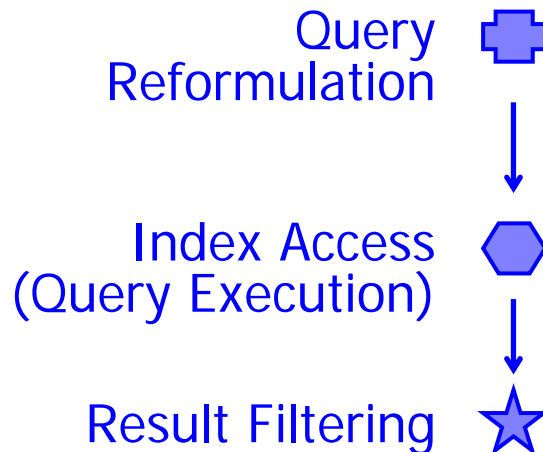 Query
Reformulation
Index Access
(Query Execution)
Result Filtering